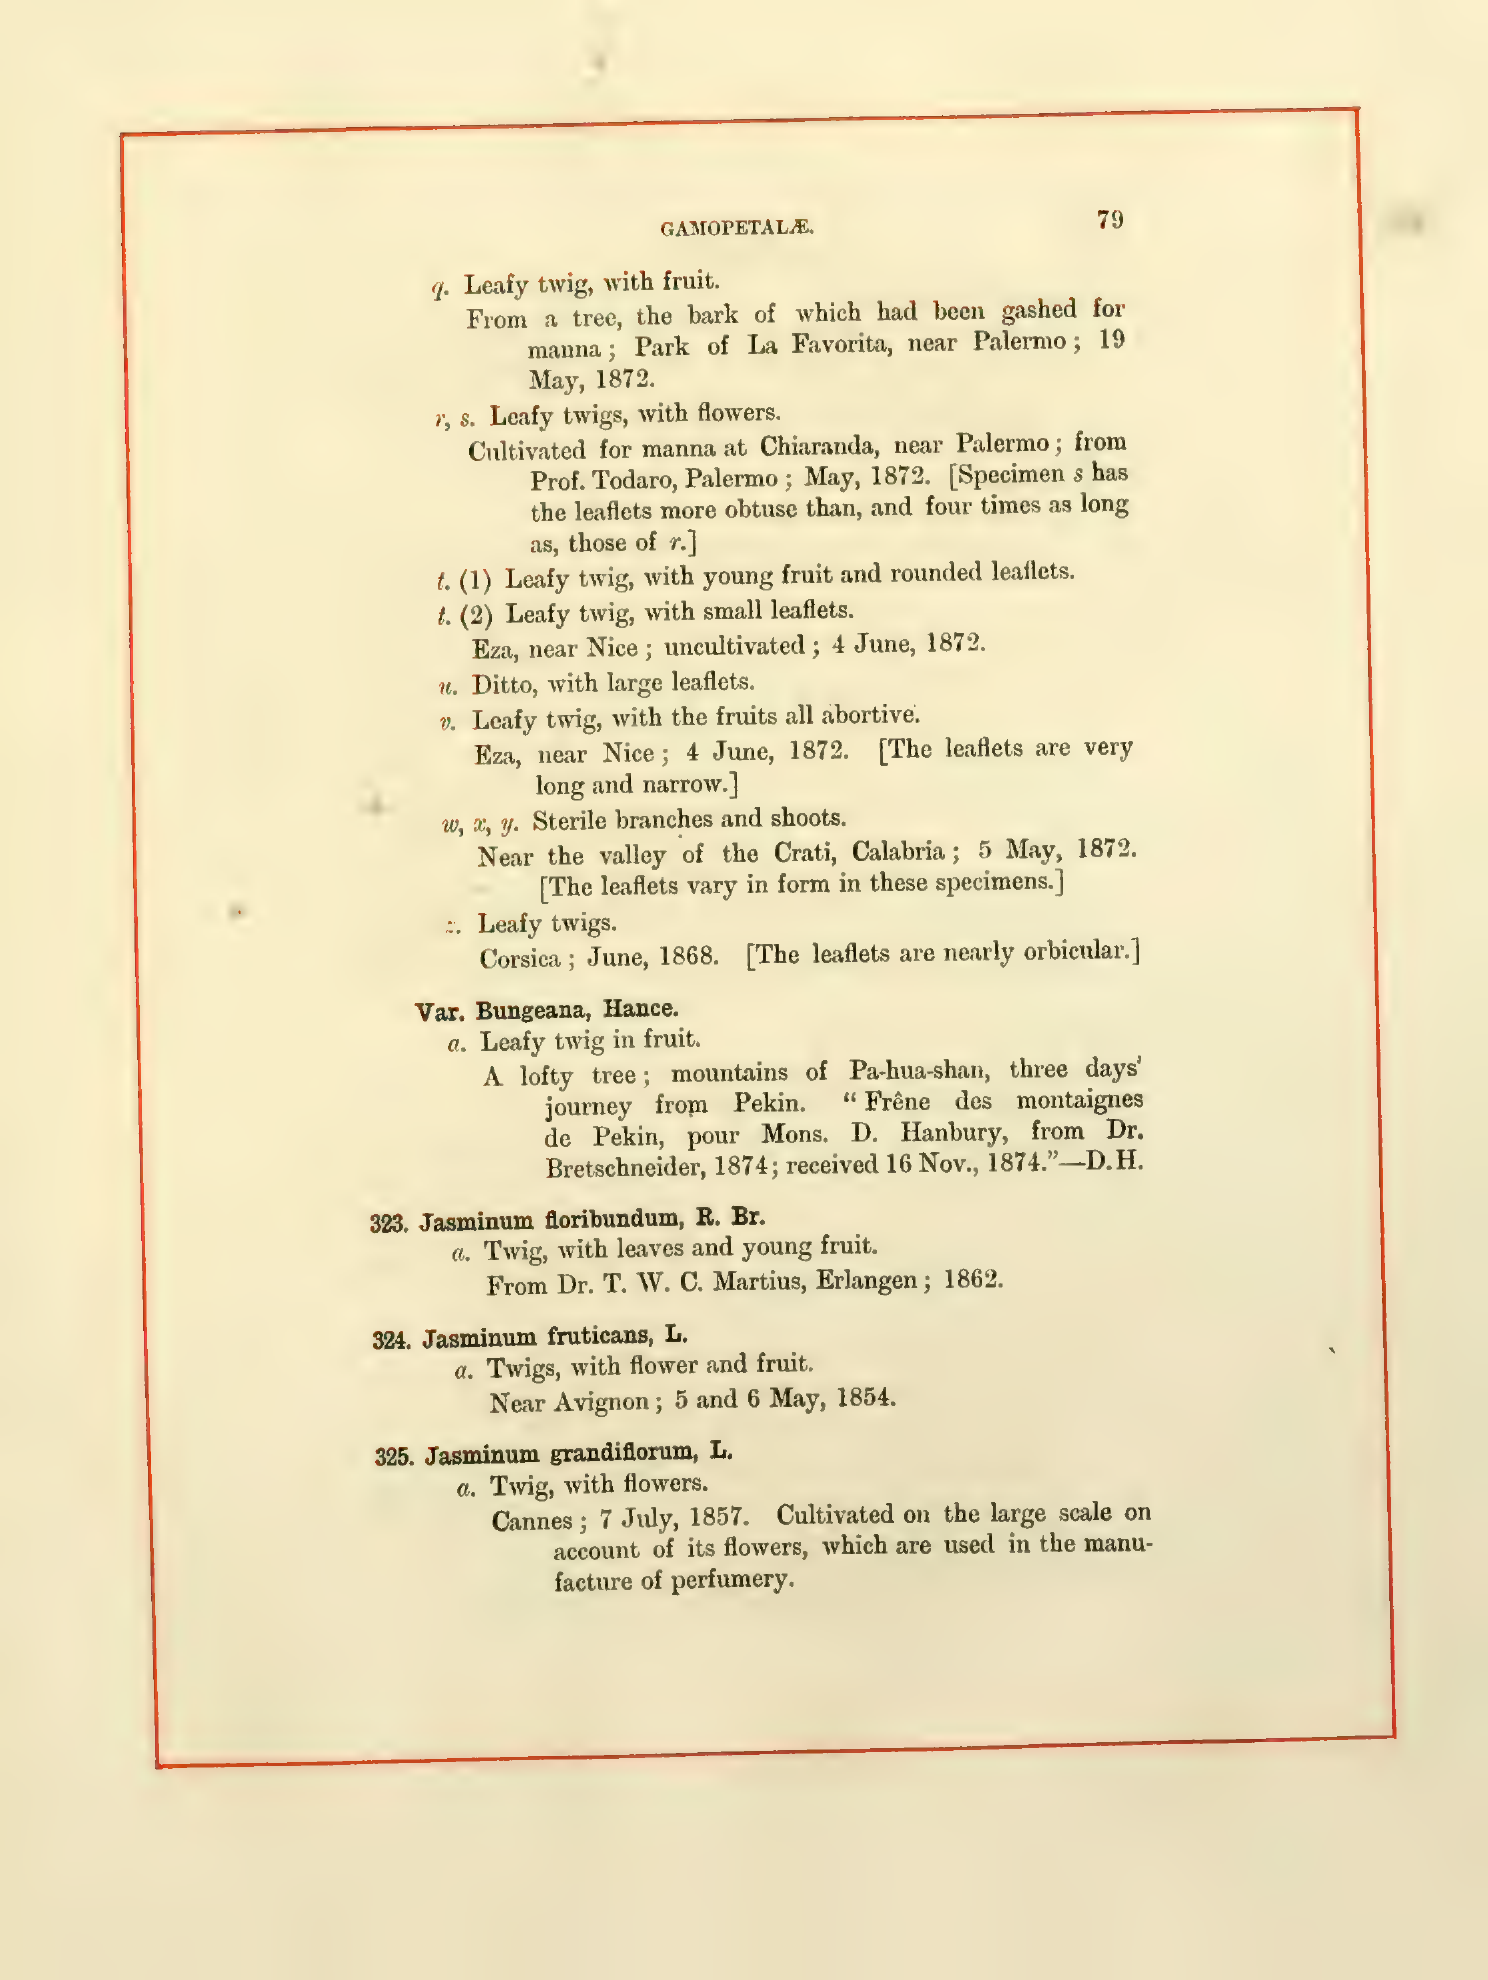 GAMOPETALÆ. 79
q. Leafy twig, with fruit.
From a tree, the bark of which had been gashed for
manna; Park of La Favorita, near Palermo; 19
May, 1872.
r, s. Leafy twigs, with flowers.
Cultivated for manna at Chiaranda, near Palermo; from
Prof. Todaro, Palermo; May, 1872. [Specimen s has
the leaflets more obtuse than, and four times as long
as, those of r.]
t. (1) Leafy twig, with young fruit and rounded leaflets.
t. (2) Leafy twig, with small leaflets.
Eza, near Nice; uncultivated; 4 June, 1872.
u. Ditto, with large leaflets.
v. Leafy twig, with the fruits all abortive.
Eza, near Nice; 4 June, 1872. [The leaflets are very
long and narrow.]
w, x, y. Sterile branches and shoots.
Near the valley of the Crati, Calabria; 5 May, 1872.
[The leaflets vary in form in these specimens.]
z. Leafy twigs.
Corsica; June, 1868. [The leaflets are nearly orbicular.]
Var. Bungeana, Hance.
a. Leafy twig in fruit.
A lofty tree; mountains of Pa-hua-shan, three days'
journey from Pekin. "Frêne des montaignes
de Pekin, pour Mons. D. Hanbury, from Dr.
Bretschneider, 1874; received 16 Nov., 1874."—D.H.
323. Jasminum floribundum, R. Br.
a. Twig, with leaves and young fruit.
From Dr. T. W. C. Martius, Erlangen; 1862.
324. Jasminum fruticans, L.
a. Twigs, with flower and fruit.
Near Avignon; 5 and 6 May, 1854.
325. Jasminum grandiflorum, L.
a. Twig, with flowers.
Cannes; 7 July, 1857. Cultivated on the large scale on
account of its flowers, which are used in the manu-
facture of perfumery.